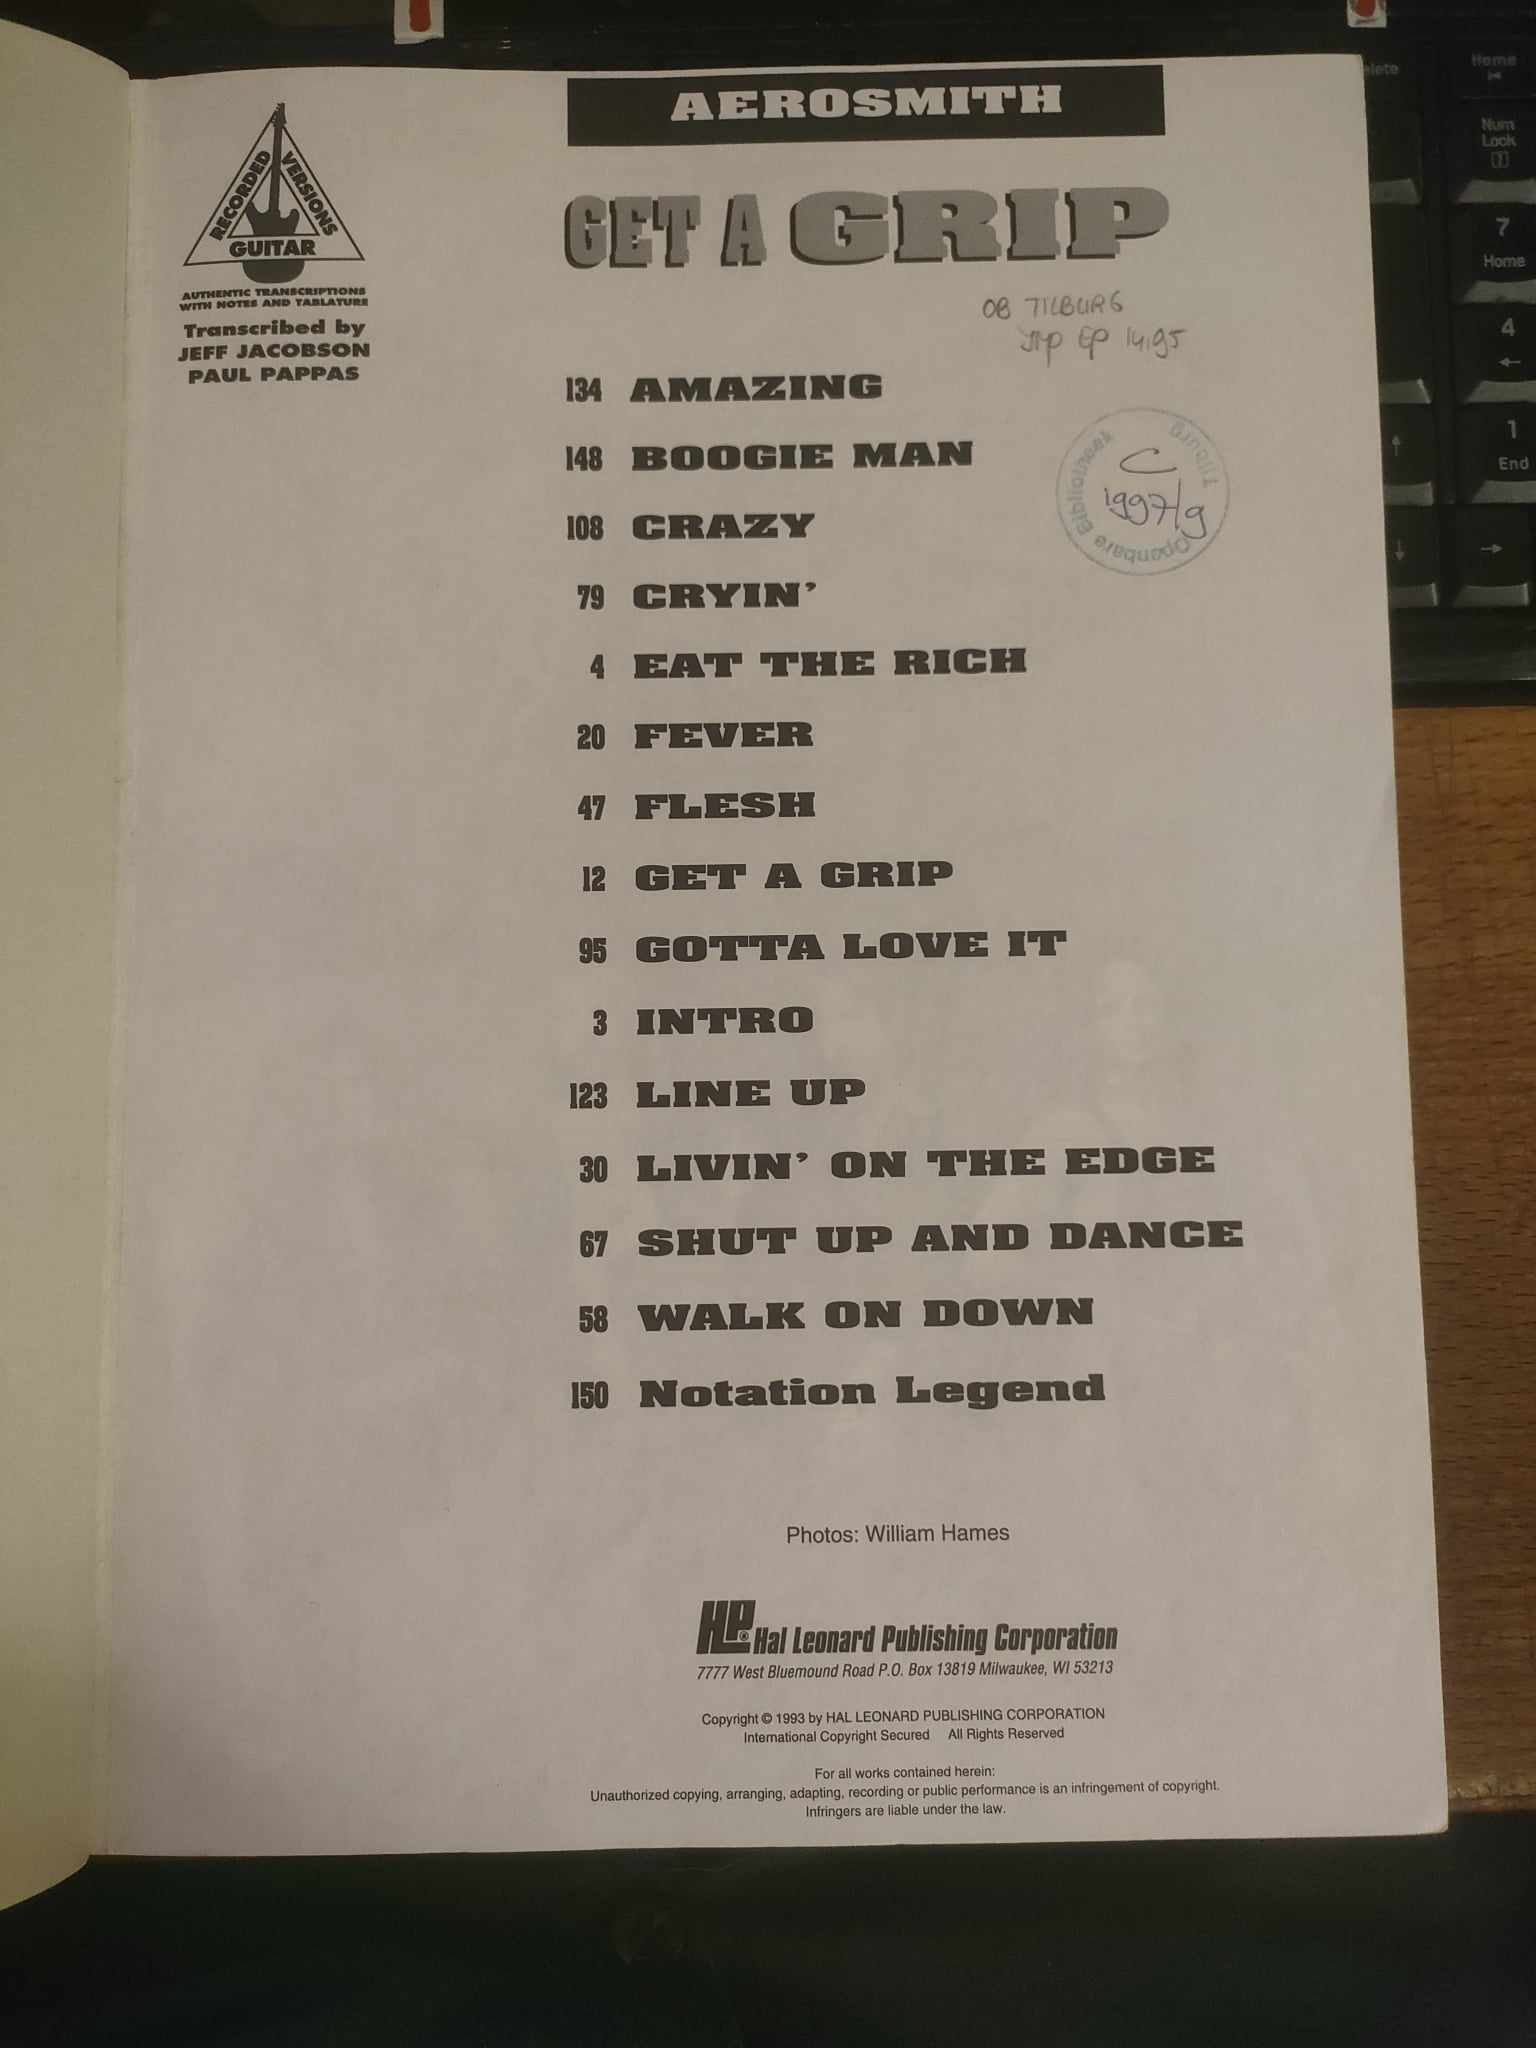 AEROSMITH
GET A GRIP
RECORDED VERSIONS
GUITAR
AUTHENTIC TRANSCRIPTIONS
WITH NOTES AND TABLATURE
Transcribed by
JEFF JACOBSON
PAUL PAPPAS
OB TILBURG
EP 14,95
134 AMAZING
148 BOOGIE MAN
108 CRAZY
79 CRYIN'
4 EAT THE RICH
20 FEVER
47 FLESH
12 GET A GRIP
95 GOTTA LOVE IT
3 INTRO
123 LINE UP
30 LIVIN' ON THE EDGE
67 SHUT UP AND DANCE
58 WALK ON DOWN
150 Notation Legend
Openbare Bibliotheek Tilburg
C
1997/9
Photos: William Hames
HL® Hal Leonard Publishing Corporation
7777 West Bluemound Road P.O. Box 13819 Milwaukee, WI 53213
Copyright © 1993 by HAL LEONARD PUBLISHING CORPORATION
International Copyright Secured All Rights Reserved
For all works contained herein:
Unauthorized copying, arranging, adapting, recording or public performance is an infringement of copyright.
Infringers are liable under the law.
elete
Home
Num
Lock
7
Home
4
←
1
End
↑
↓
→